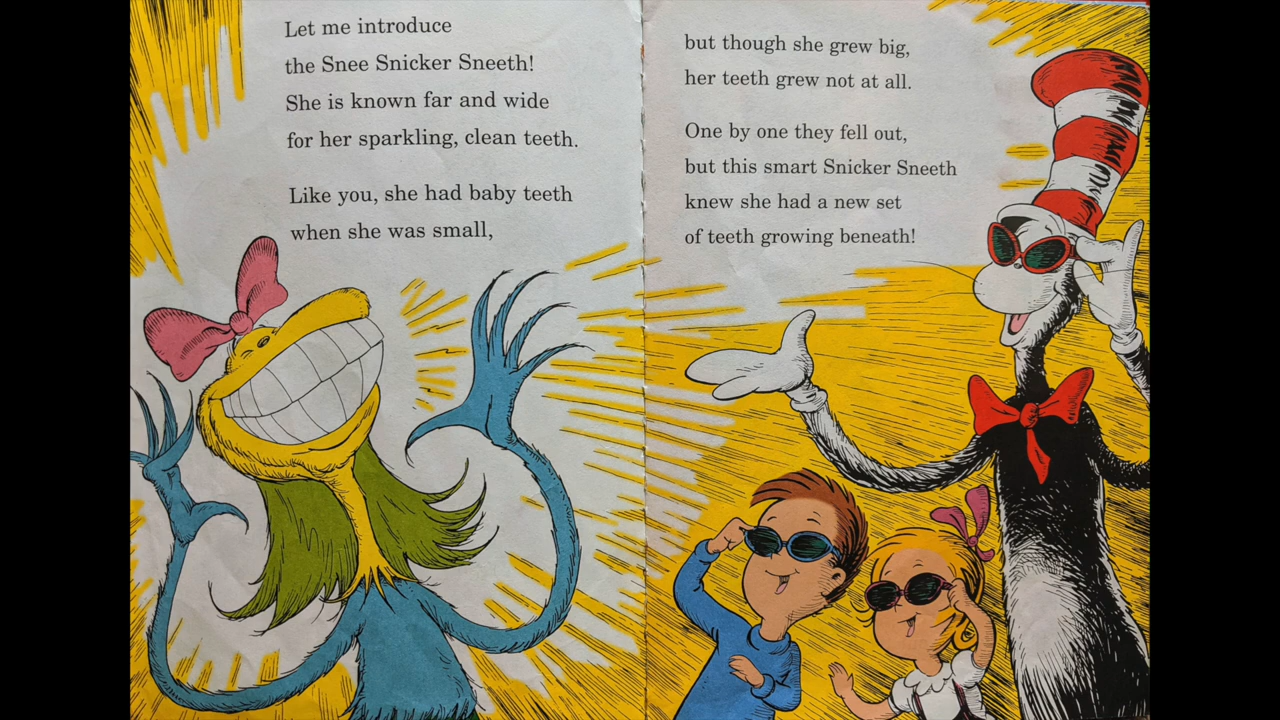 Let me introduce
the Snee Snicker Sneeth!
She is known far and wide
for her sparkling, clean teeth.
Like you, she had baby teeth
when she was small,
but though she grew big,
her teeth grew not at all.
One by one they fell out,
but this smart Snicker Sneeth
knew she had a new set
of teeth growing beneath!